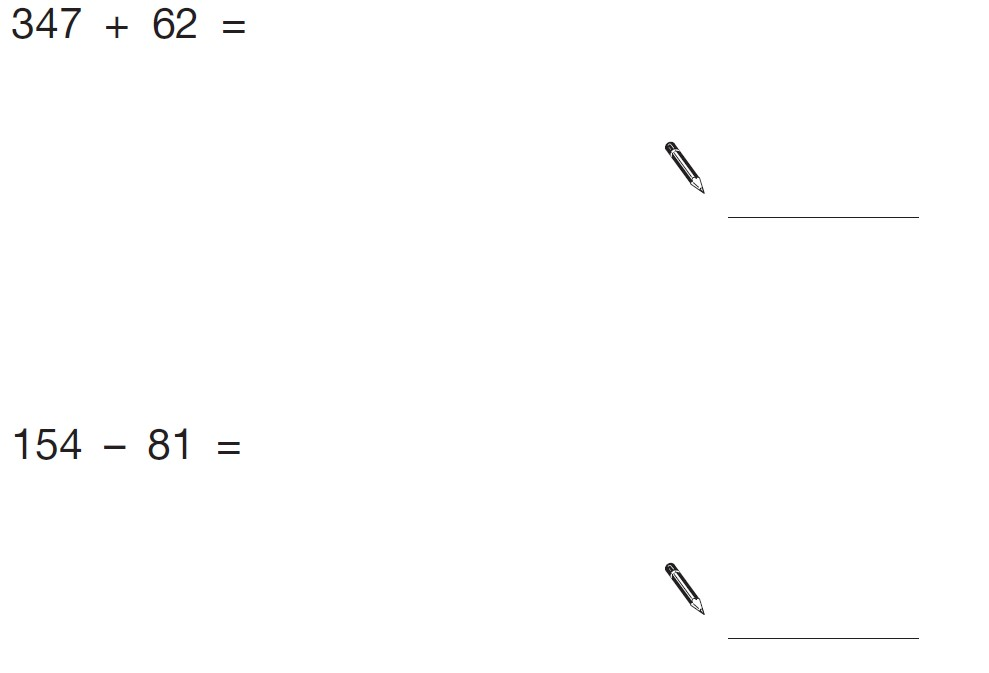 347 + 62 =
154 − 81 =